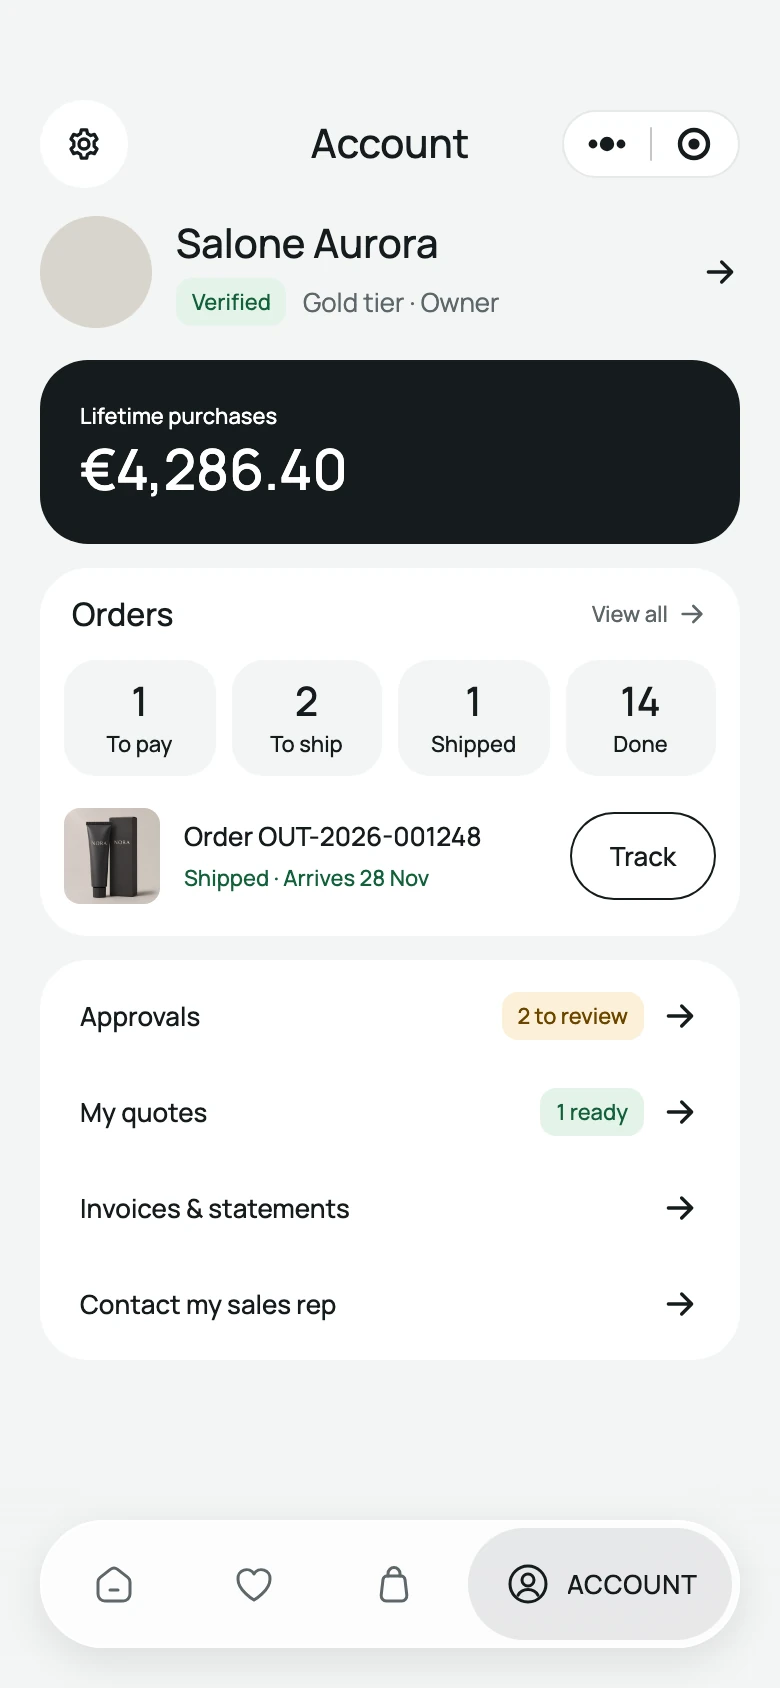 Account
Salone Aurora
Verified
Gold tier · Owner
Lifetime purchases
€4,286.40
Orders
View all
1
To pay
2
To ship
1
Shipped
14
Done
NORA NORA
Order OUT-2026-001248
Shipped · Arrives 28 Nov
Track
Approvals
2 to review
My quotes
1 ready
Invoices & statements
Contact my sales rep
ACCOUNT